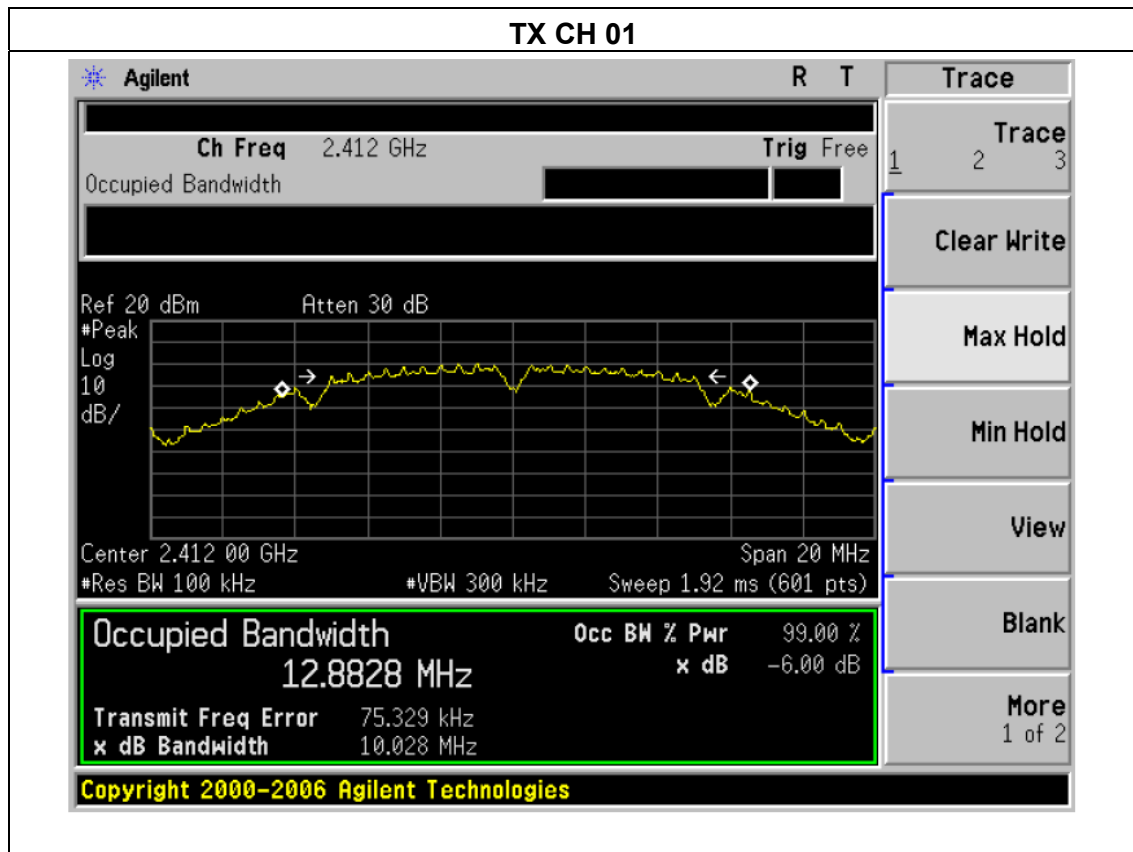 TX CH 01
Agilent R T Trace
Ch Freq 2.412 GHz Trig Free
Occupied Bandwidth
Trace
1 2 3
Clear Write
Max Hold
Min Hold
View
Blank
More
1 of 2
Ref 20 dBm Atten 30 dB
#Peak
Log
10
dB/
Center 2.412 00 GHz Span 20 MHz
#Res BW 100 kHz #VBW 300 kHz Sweep 1.92 ms (601 pts)
Occupied Bandwidth Occ BW % Pwr 99.00 %
12.8828 MHz x dB -6.00 dB
Transmit Freq Error 75.329 kHz
x dB Bandwidth 10.028 MHz
Copyright 2000-2006 Agilent Technologies